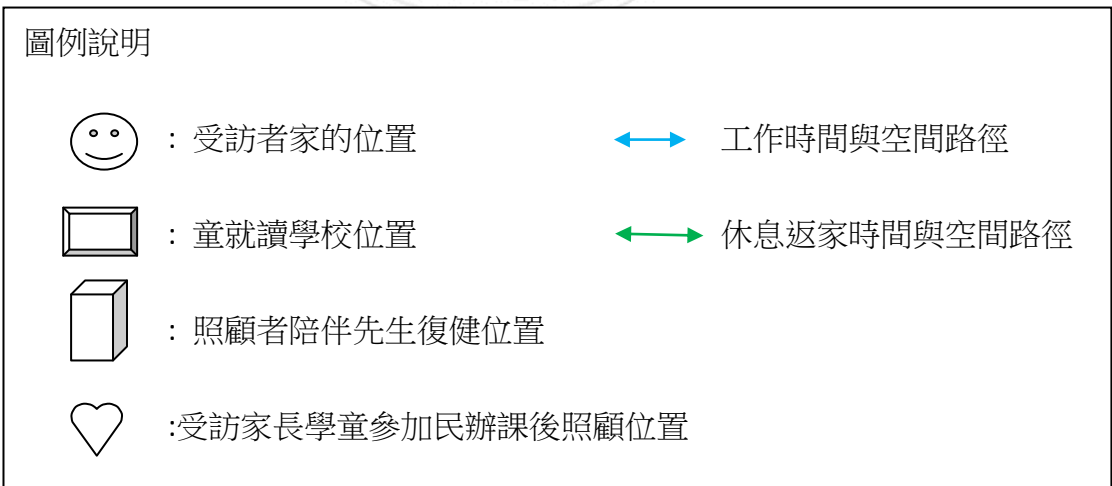 圖例說明
: 受訪者家的位置
工作時間與空間路徑
: 童就讀學校位置
休息返家時間與空間路徑
: 照顧者陪伴先生復健位置
:受訪家長學童參加民辦課後照顧位置